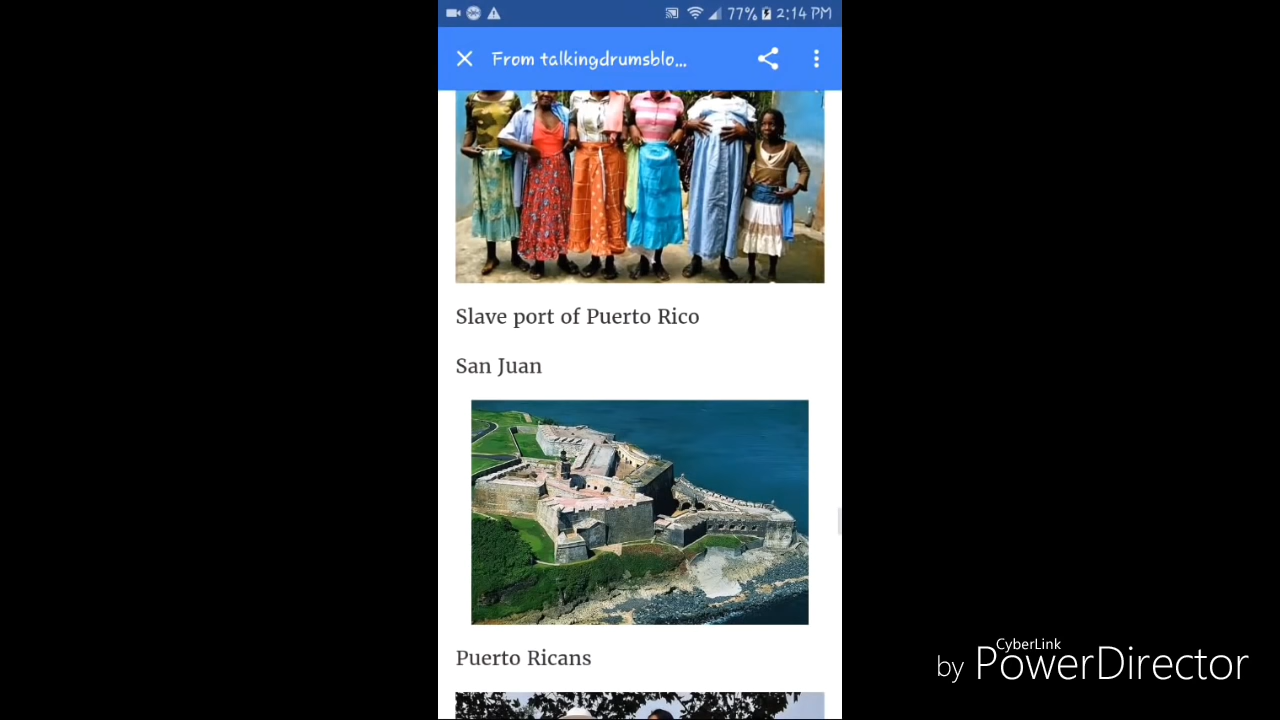 77% 2:14 PM
From talkingdrumsblo...
Slave port of Puerto Rico
San Juan
Puerto Ricans
CyberLink
by PowerDirector